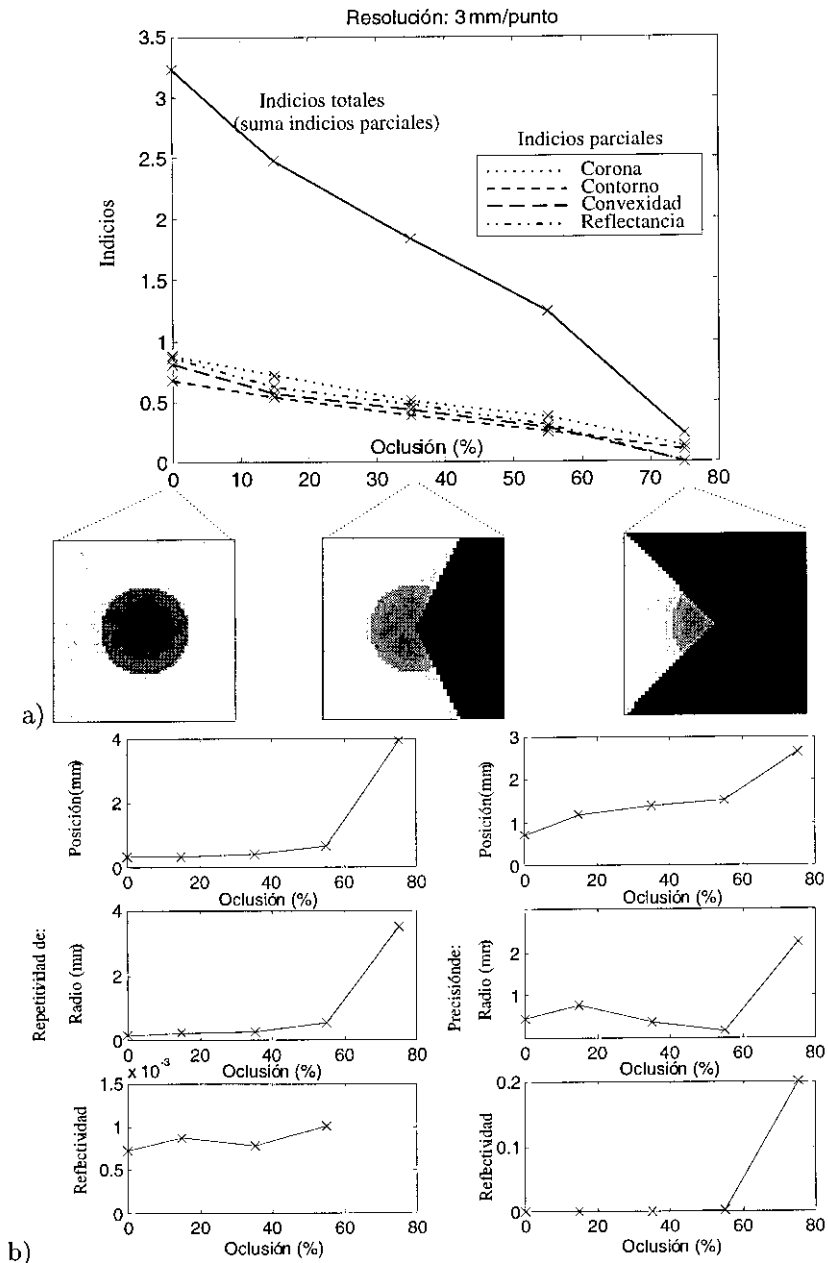 Resolución: 3 mm/punto
3.5
3
2.5
2
1.5
1
0.5
0
Indicios
Indicios totales
(suma indicios parciales)
Indicios parciales
Corona
Contorno
Convexidad
Reflectancia
Oclusión (%)
0 10 20 30 40 50 60 70 80
a)
4
2
0
Posición(mm)
0 20 40 60 80
Oclusión (%)
3
2
1
0
Posición(mm)
0 20 40 60 80
Oclusión (%)
Repetitividad de:
4
2
0
Radio (mm)
0 20 40 60 80
Oclusión (%)
Precisiónde:
2
1
Radio (mm)
0 20 40 60 80
Oclusión (%)
x 10⁻³
1.5
1
0.5
0
Reflectividad
0 20 40 60 80
Oclusión (%)
0.2
0.1
0
Reflectividad
0 20 40 60 80
Oclusión (%)
b)